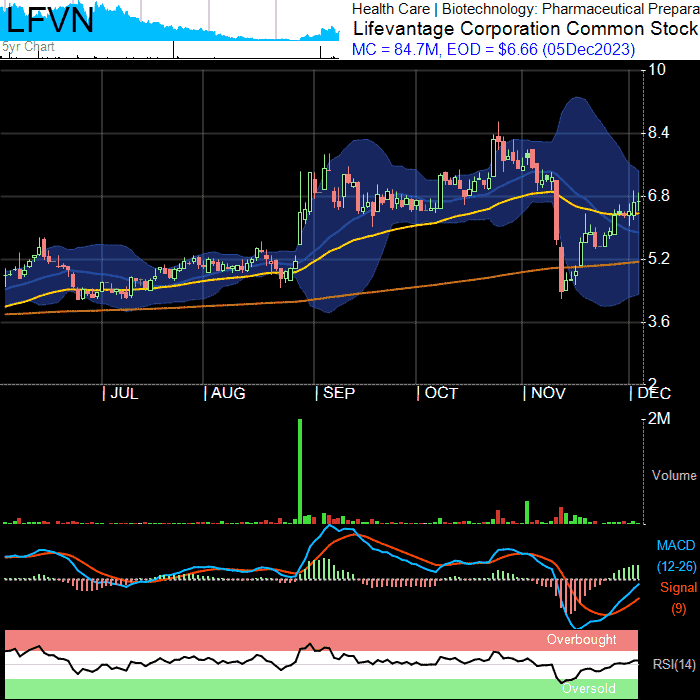 LFVN
5yr Chart
Health Care | Biotechnology: Pharmaceutical Prepara
Lifevantage Corporation Common Stock
MC = 84.7M, EOD = $6.66 (05Dec2023)
10
8.4
6.8
5.2
3.6
2
| JUL | AUG | SEP | OCT | NOV | DEC
2M
Volume
MACD
(12-26)
Signal
(9)
Overbought
RSI(14)
Oversold